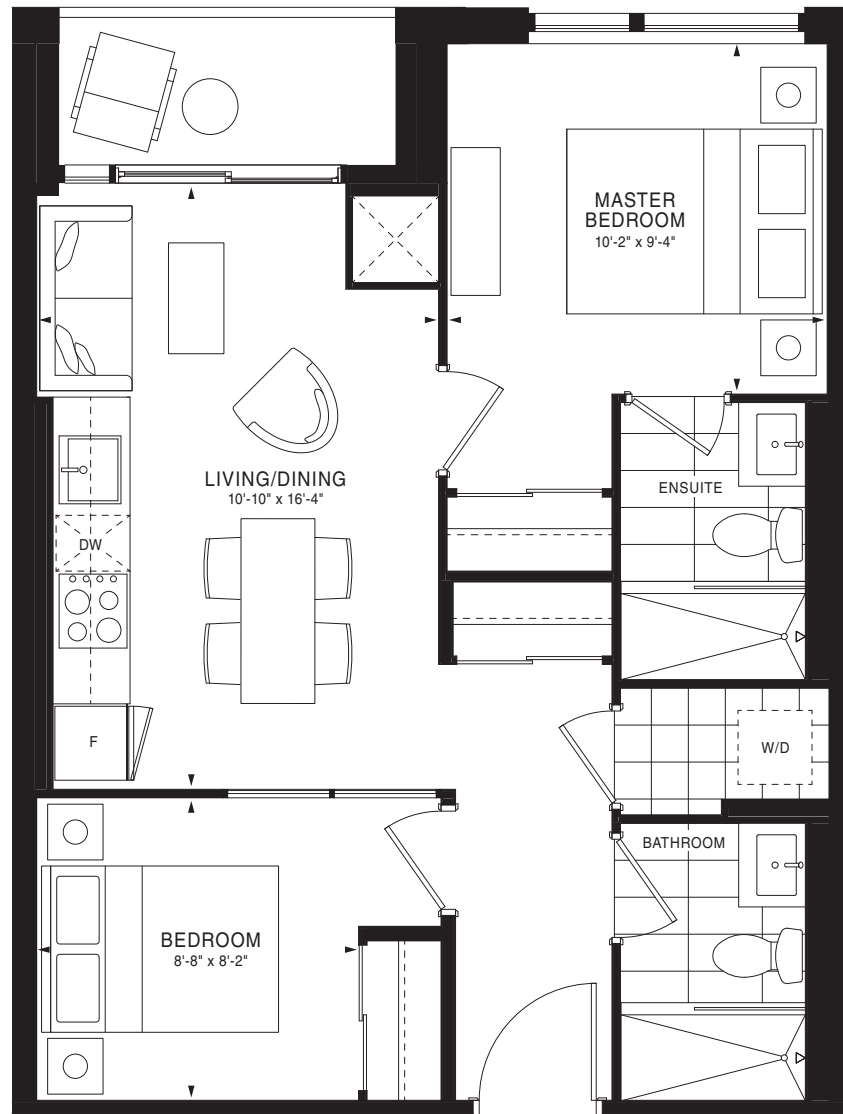 MASTER
BEDROOM
10'-2" x 9'-4"
LIVING/DINING
10'-10" x 16'-4"
ENSUITE
DW
F
W/D
BATHROOM
BEDROOM
8'-8" x 8'-2"